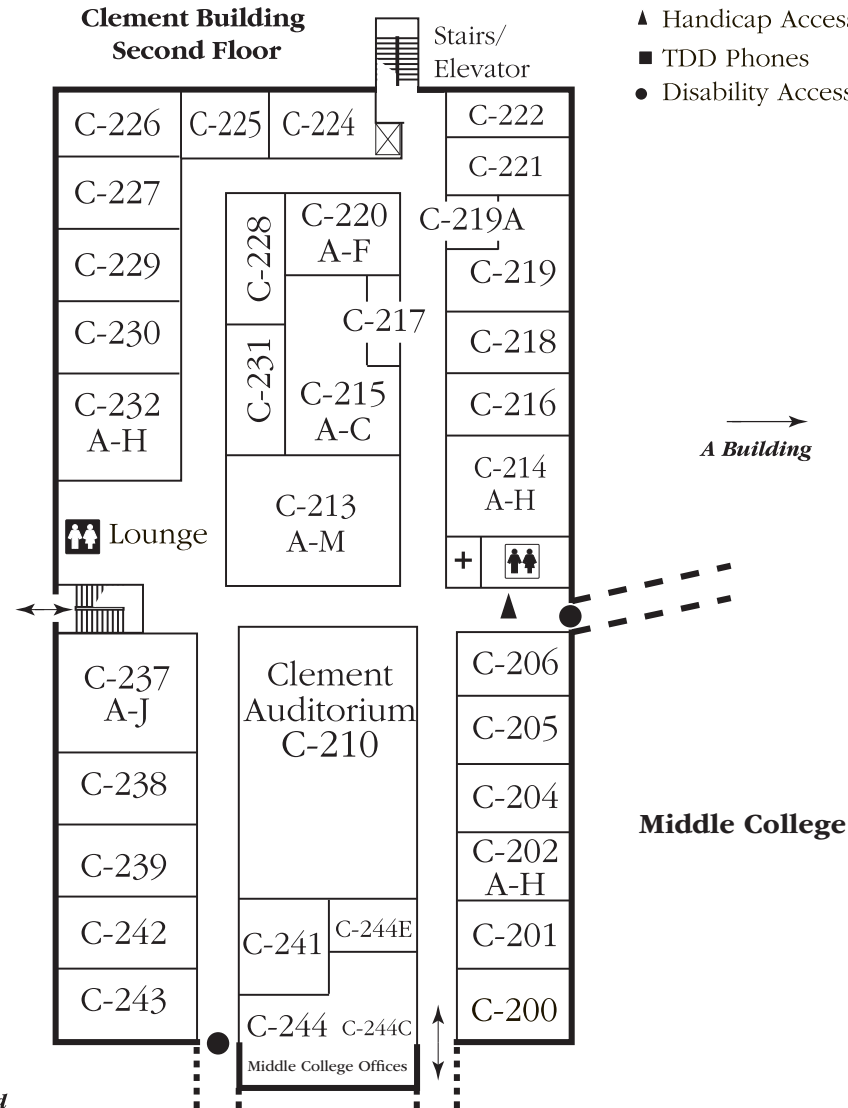 Clement Building
Second Floor
Stairs/
Elevator
Handicap Access
TDD Phones
Disability Access
C-226
C-225
C-224
C-222
C-227
C-221
C-228
C-220
A-F
C-219A
C-229
C-219
C-230
C-217
C-218
C-231
C-232
A-H
C-215
A-C
C-216
A Building
C-214
A-H
C-213
A-M
Lounge
+
C-206
C-237
A-J
Clement
Auditorium
C-210
C-205
C-238
C-204
Middle College
C-239
C-202
A-H
C-242
C-241
C-244E
C-201
C-243
C-244
C-244C
C-200
Middle College Offices